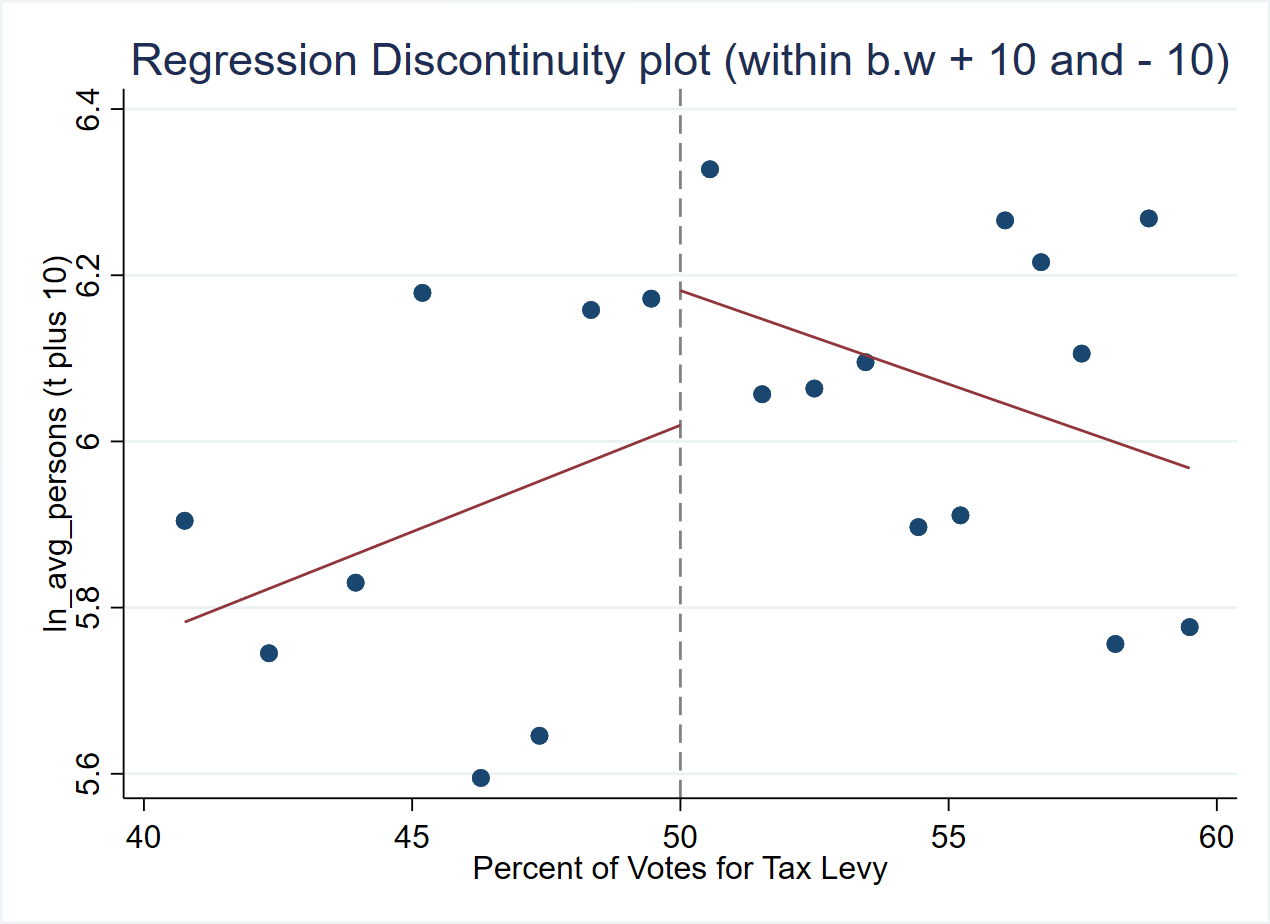 Regression Discontinuity plot (within b.w + 10 and - 10)
ln_avg_persons (t plus 10)
6.4
6.2
6
5.8
5.6
40 45 50 55 60
Percent of Votes for Tax Levy